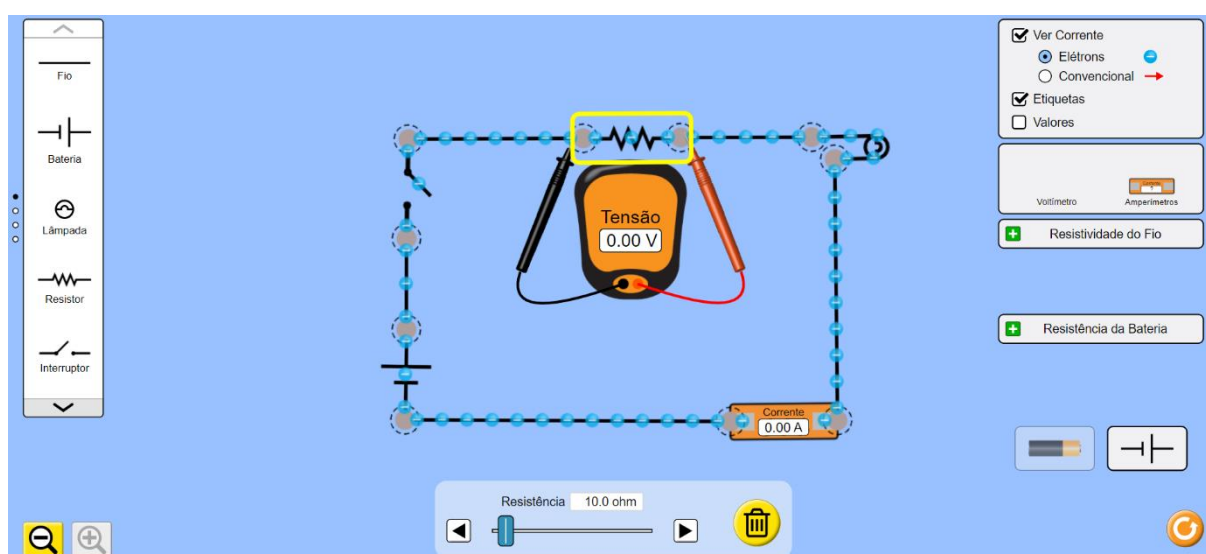 Fio
Bateria
Lâmpada
Resistor
Interruptor
Tensão
0.00 V
Corrente
0.00 A
Resistência 10.0 ohm
Ver Corrente
Elétrons
Convencional
Etiquetas
Valores
Voltímetro
Amperímetros
Resistividade do Fio
Resistência da Bateria